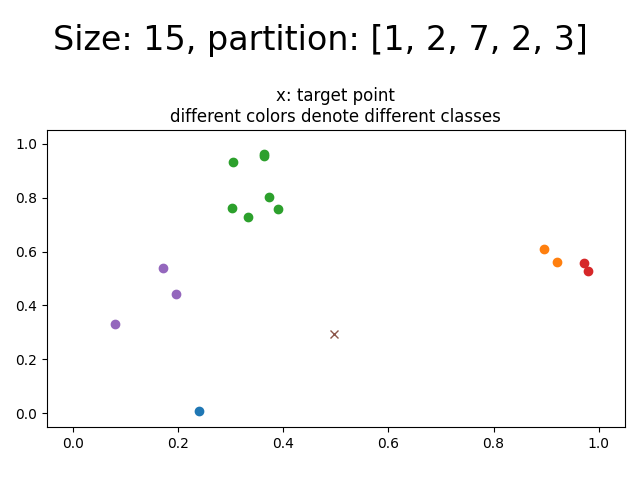 Size: 15, partition: [1, 2, 7, 2, 3]
x: target point
different colors denote different classes
1.0
0.8
0.6
0.4
0.2
0.0
0.0 0.2 0.4 0.6 0.8 1.0